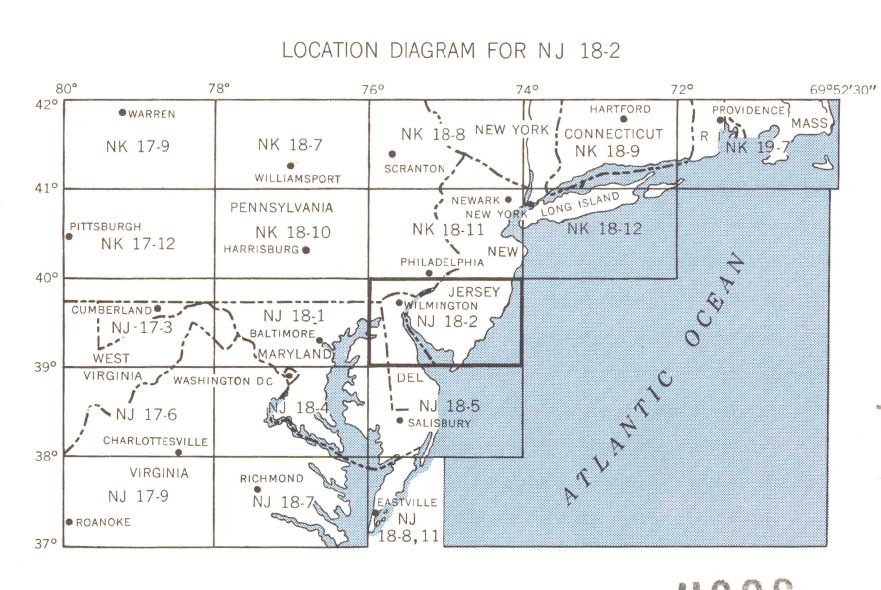 LOCATION DIAGRAM FOR NJ 18-2
80° 78° 76° 74° 72° 69°52'30"
42°
WARREN
NK 17-9
NK 18-7
WILLIAMSPORT
NK 18-8
SCRANTON
NEW YORK
HARTFORD
CONNECTICUT
NK 18-9
R
PROVIDENCE
MASS
NK 19-7
41°
PITTSBURGH
NK 17-12
PENNSYLVANIA
NK 18-10
HARRISBURG
NEWARK
NEW YORK
NK 18-11
NEW
PHILADELPHIA
LONG ISLAND
NK 18-12
40°
CUMBERLAND
NJ 17-3
WEST
VIRGINIA
NJ 18-1
BALTIMORE
MARYLAND
JERSEY
WILMINGTON
NJ 18-2
ATLANTIC OCEAN
39°
WASHINGTON DC
NJ 17-6
CHARLOTTESVILLE
NJ 18-4
DEL
NJ 18-5
SALISBURY
38°
VIRGINIA
NJ 17-9
ROANOKE
RICHMOND
NJ 18-7
EASTVILLE
NJ
18-8,11
37°